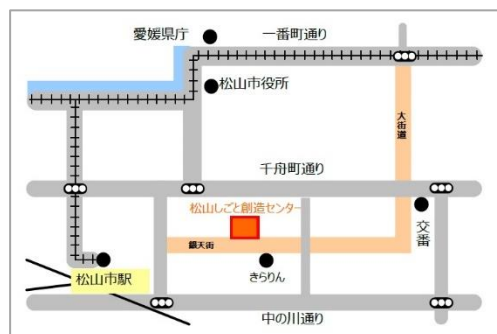 愛媛県庁
一番町通り
松山市役所
大街道
千舟町通り
松山しごと創造センター
交番
銀天街
きらりん
松山市駅
中の川通り